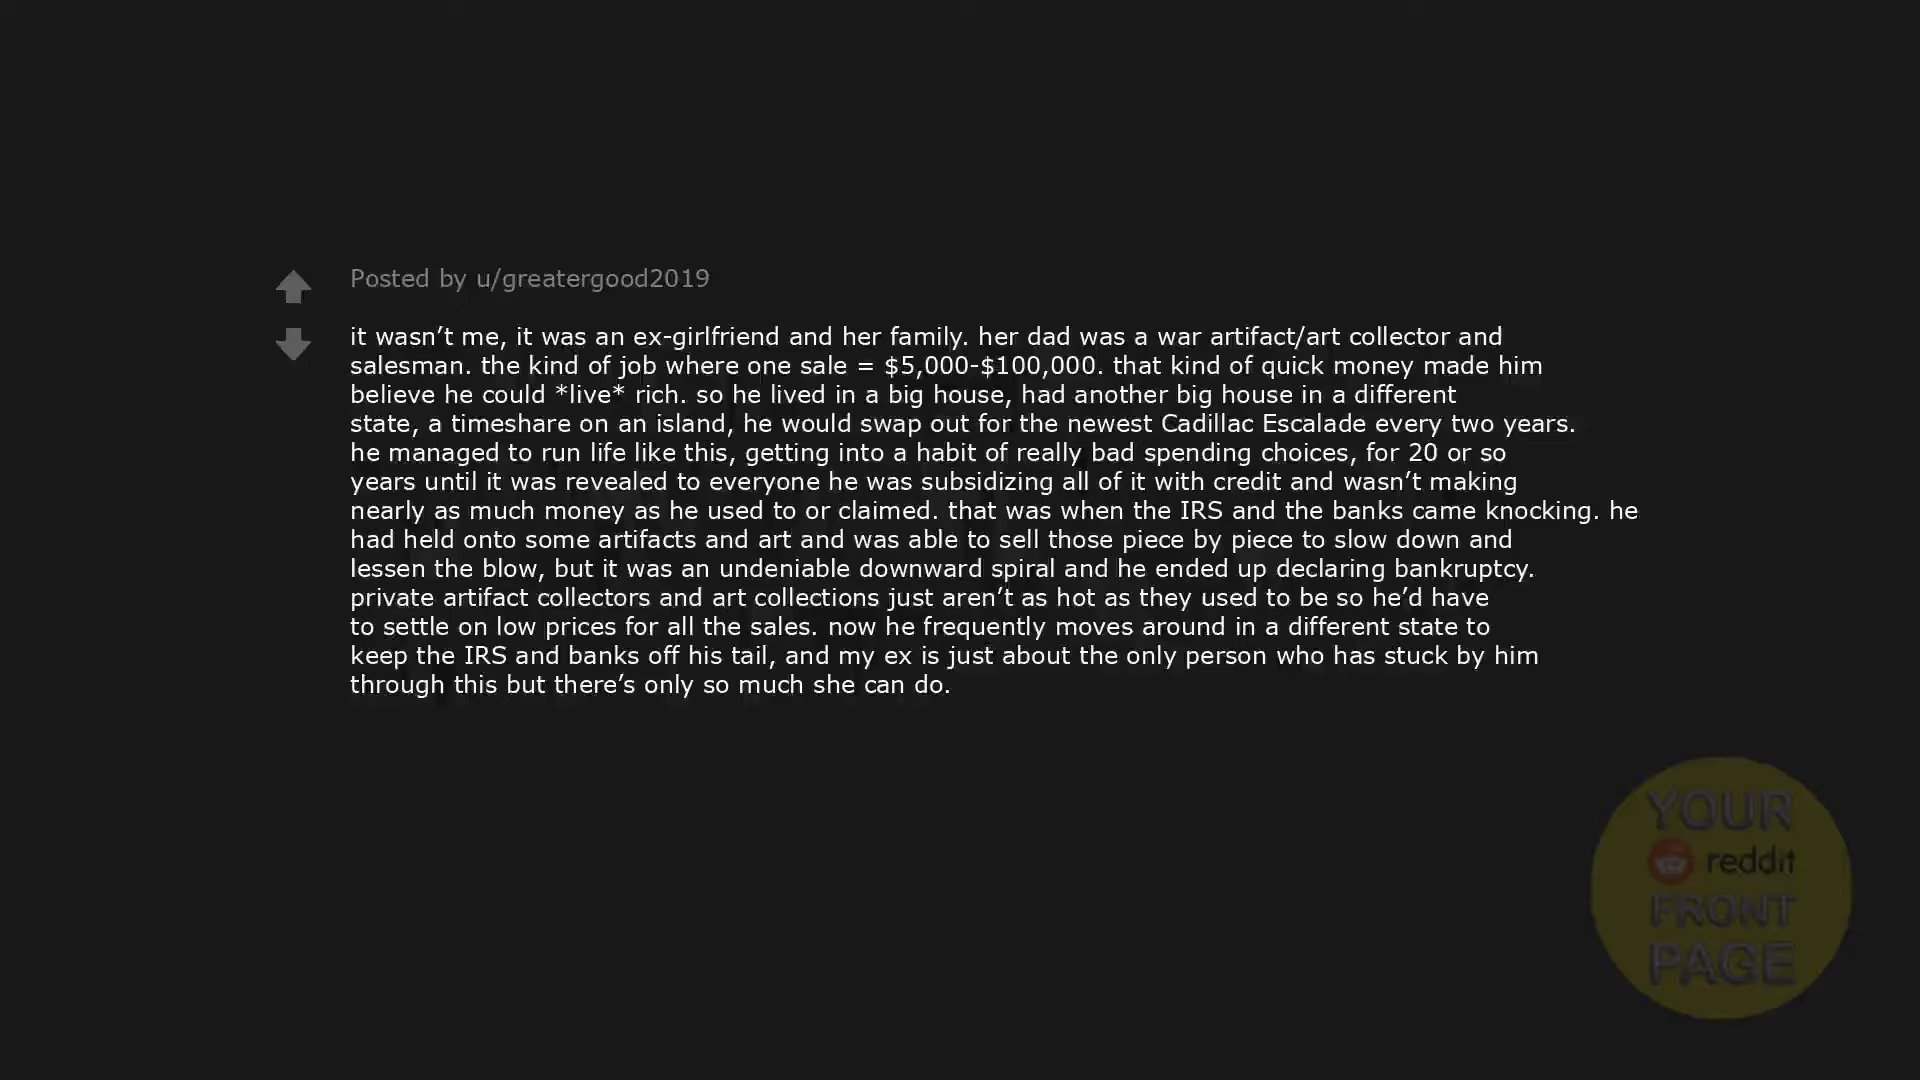 Posted by u/greatergood2019
it wasn’t me, it was an ex-girlfriend and her family. her dad was a war artifact/art collector and
salesman. the kind of job where one sale = $5,000-$100,000. that kind of quick money made him
believe he could *live* rich. so he lived in a big house, had another big house in a different
state, a timeshare on an island, he would swap out for the newest Cadillac Escalade every two years.
he managed to run life like this, getting into a habit of really bad spending choices, for 20 or so
years until it was revealed to everyone he was subsidizing all of it with credit and wasn’t making
nearly as much money as he used to or claimed. that was when the IRS and the banks came knocking. he
had held onto some artifacts and art and was able to sell those piece by piece to slow down and
lessen the blow, but it was an undeniable downward spiral and he ended up declaring bankruptcy.
private artifact collectors and art collections just aren’t as hot as they used to be so he’d have
to settle on low prices for all the sales. now he frequently moves around in a different state to
keep the IRS and banks off his tail, and my ex is just about the only person who has stuck by him
through this but there’s only so much she can do.
YOUR
reddit
FRONT
PAGE